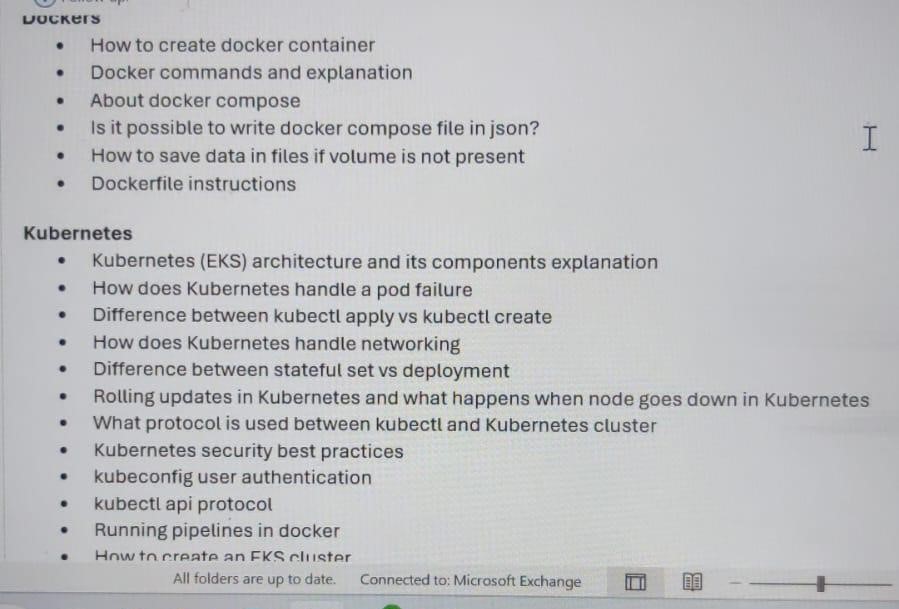 Dockers
• How to create docker container
• Docker commands and explanation
• About docker compose
• Is it possible to write docker compose file in json?
• How to save data in files if volume is not present
• Dockerfile instructions
Kubernetes
• Kubernetes (EKS) architecture and its components explanation
• How does Kubernetes handle a pod failure
• Difference between kubectl apply vs kubectl create
• How does Kubernetes handle networking
• Difference between stateful set vs deployment
• Rolling updates in Kubernetes and what happens when node goes down in Kubernetes
• What protocol is used between kubectl and Kubernetes cluster
• Kubernetes security best practices
• kubeconfig user authentication
• kubectl api protocol
• Running pipelines in docker
• How to create an EKS cluster
All folders are up to date. Connected to: Microsoft Exchange